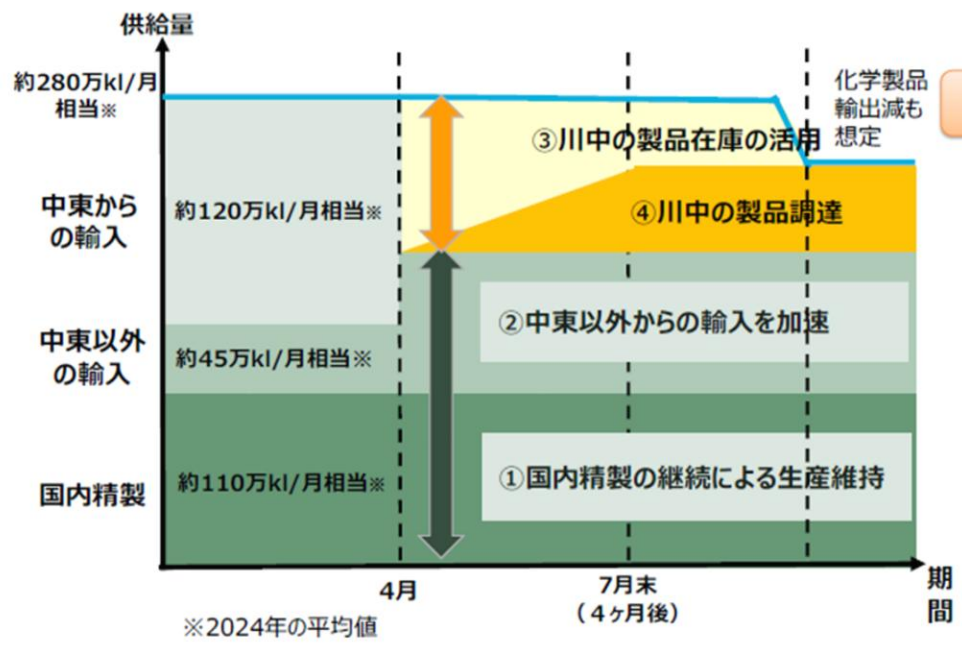 供給量
約280万kl/月
相当※
化学製品
輸出減も
想定
③川中の製品在庫の活用
中東から
の輸入
約120万kl/月相当※
④川中の製品調達
中東以外
の輸入
約45万kl/月相当※
②中東以外からの輸入を加速
国内精製
約110万kl/月相当※
①国内精製の継続による生産維持
4月
7月末
(4ヶ月後)
期
間
※2024年の平均値